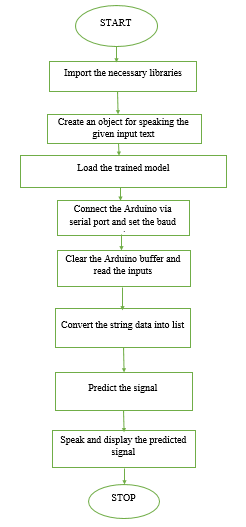 START
Import the necessary libraries
Create an object for speaking the
given input text
Load the trained model
Connect the Arduino via
serial port and set the baud
Clear the Arduino buffer and
read the inputs
Convert the string data into list
Predict the signal
Speak and display the predicted
signal
STOP